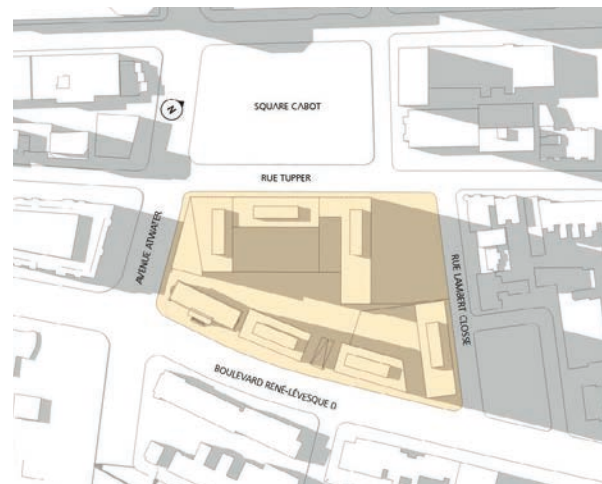 SQUARE CABOT
N
RUE TUPPER
AVENUE ATWATER
RUE LAMBERT CLOSSE
BOULEVARD RENÉ-LÉVESQUE O